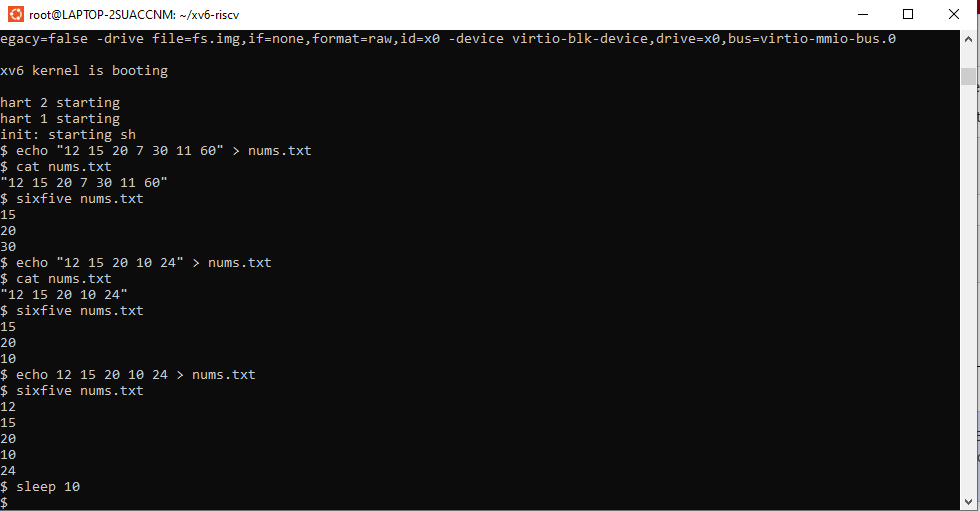 root@LAPTOP-2SUACCNM: ~/xv6-riscv
egacy=false -drive file=fs.img,if=none,format=raw,id=x0 -device virtio-blk-device,drive=x0,bus=virtio-mmio-bus.0
xv6 kernel is booting
hart 2 starting
hart 1 starting
init: starting sh
$ echo "12 15 20 7 30 11 60" > nums.txt
$ cat nums.txt
"12 15 20 7 30 11 60"
$ sixfive nums.txt
15
20
30
$ echo "12 15 20 10 24" > nums.txt
$ cat nums.txt
"12 15 20 10 24"
$ sixfive nums.txt
15
20
10
$ echo 12 15 20 10 24 > nums.txt
$ sixfive nums.txt
12
15
20
10
24
$ sleep 10
$